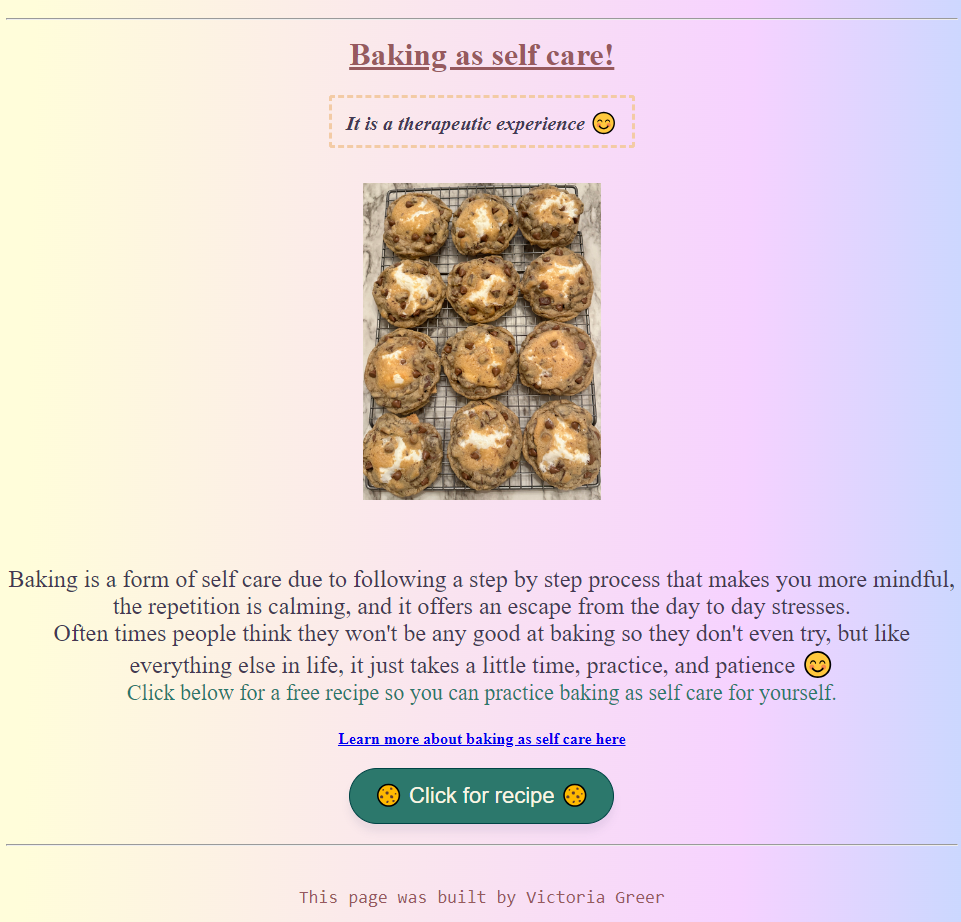 Baking as self care!
It is a therapeutic experience 😊
Baking is a form of self care due to following a step by step process that makes you more mindful,
the repetition is calming, and it offers an escape from the day to day stresses.
Often times people think they won't be any good at baking so they don't even try, but like
everything else in life, it just takes a little time, practice, and patience 😊
Click below for a free recipe so you can practice baking as self care for yourself.
Learn more about baking as self care here
🍪 Click for recipe 🍪
This page was built by Victoria Greer